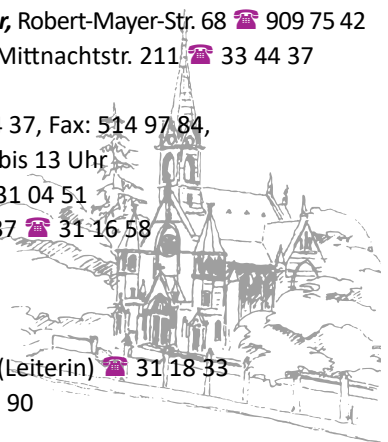 r, Robert-Mayer-Str. 68 ☎ 909 75 42
Mittnachtstr. 211 ☎ 33 44 37
37, Fax: 514 97 84,
bis 13 Uhr
31 04 51
37 ☎ 31 16 58
(Leiterin) ☎ 31 18 33
90